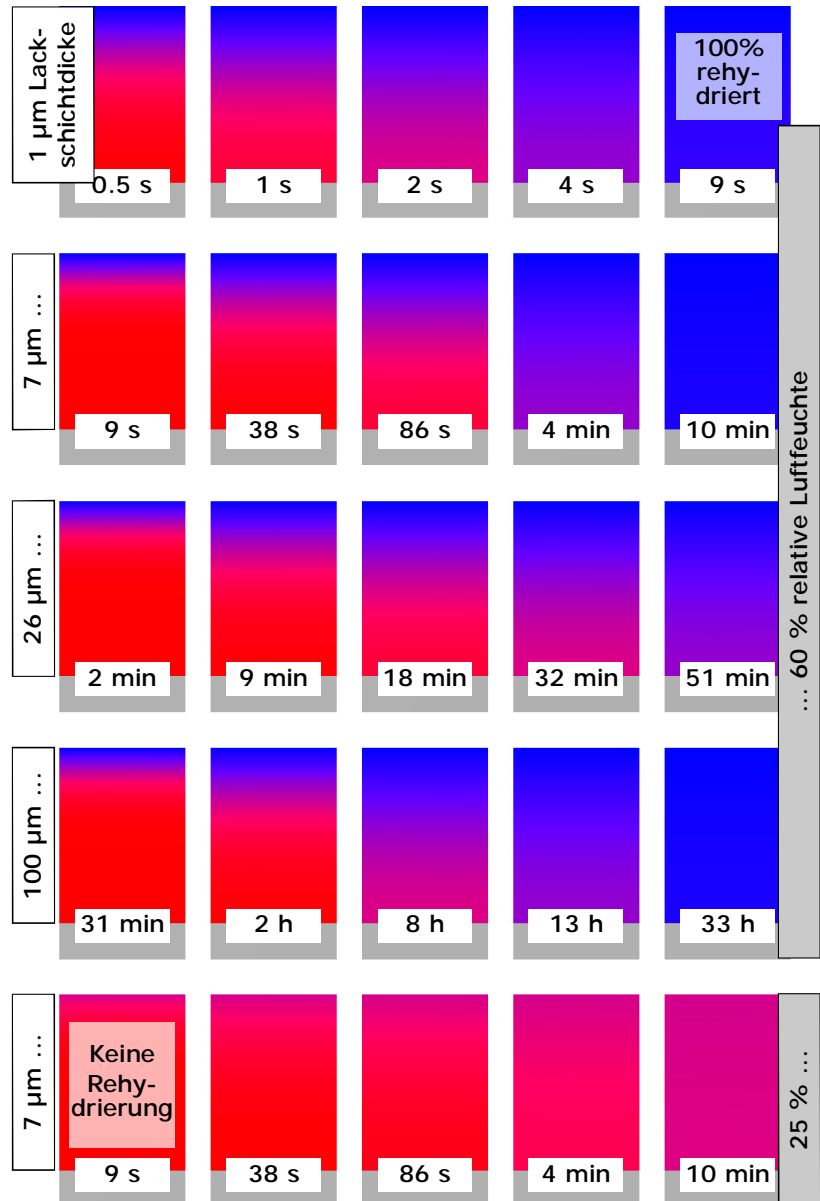 1 µm Lack-
schichtdicke
100%
rehy-
driert
0.5 s
1 s
2 s
4 s
9 s
7 µm ...
9 s
38 s
86 s
4 min
10 min
26 µm ...
2 min
9 min
18 min
32 min
51 min
100 µm ...
31 min
2 h
8 h
13 h
33 h
... 60 % relative Luftfeuchte
7 µm ...
Keine
Rehy-
drierung
9 s
38 s
86 s
4 min
10 min
25 % ...